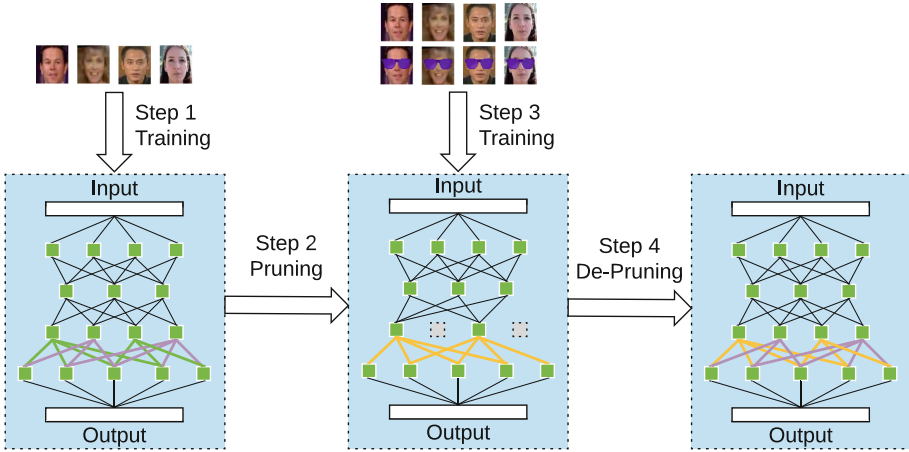 Step 1
Training
Step 3
Training
Input
Input
Input
Step 2
Pruning
Step 4
De-Pruning
Output
Output
Output